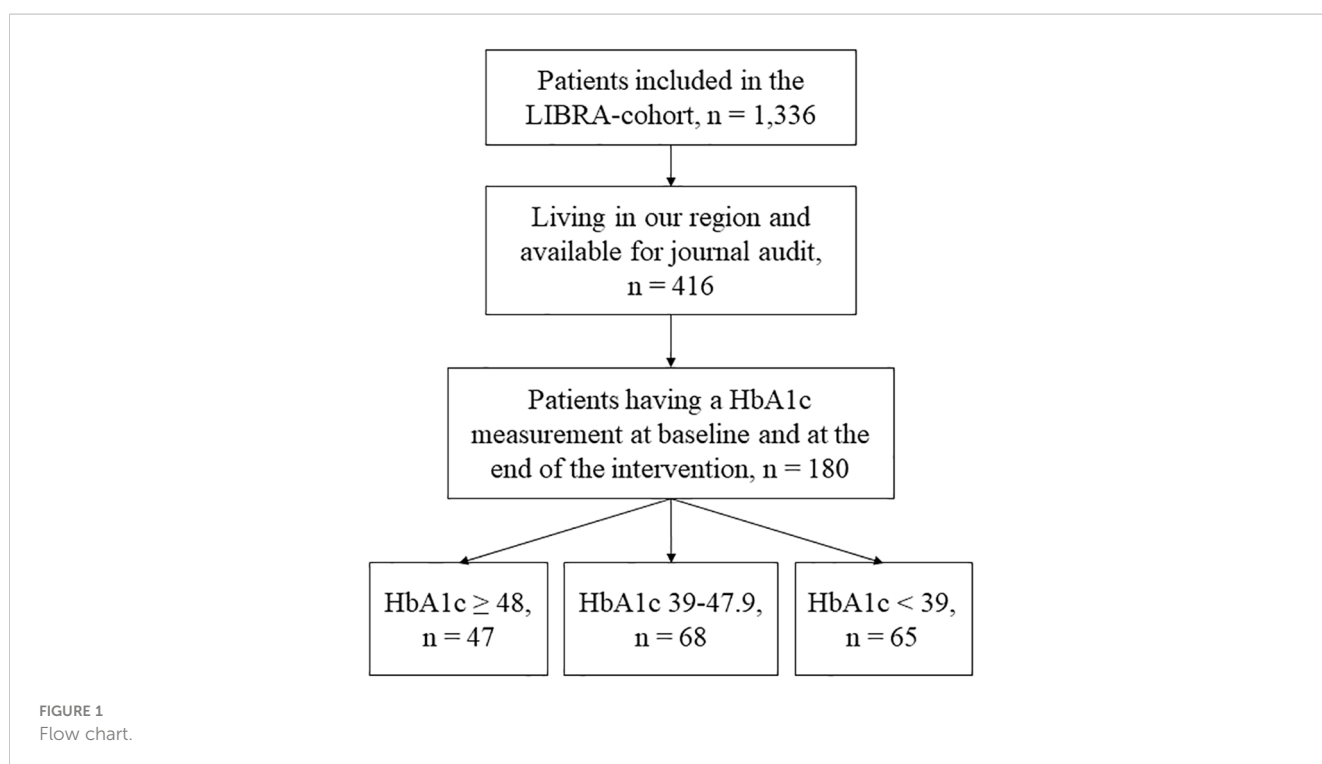 Patients included in the
LIBRA-cohort, n = 1,336
Living in our region and
available for journal audit,
n = 416
Patients having a HbA1c
measurement at baseline and at the
end of the intervention, n = 180
HbA1c ≥ 48,
n = 47
HbA1c 39-47.9,
n = 68
HbA1c < 39,
n = 65
FIGURE 1
Flow chart.